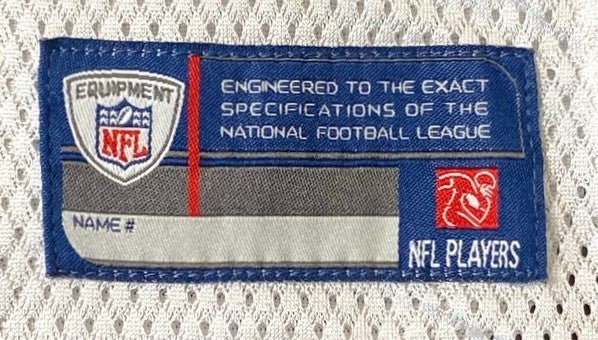 EQUIPMENT
NFL
ENGINEERED TO THE EXACT
SPECIFICATIONS OF THE
NATIONAL FOOTBALL LEAGUE
NAME #
NFL PLAYERS